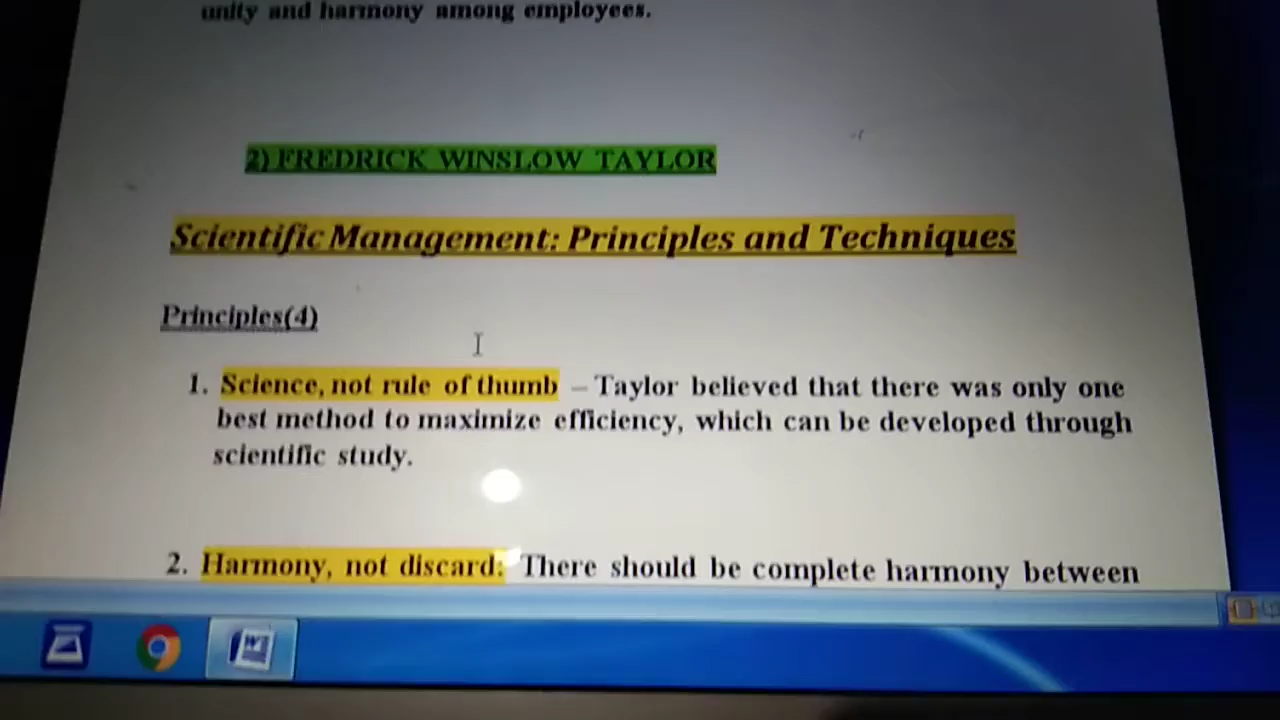 unity and harmony among employees.
2) FREDRICK WINSLOW TAYLOR
Scientific Management: Principles and Techniques
Principles(4)
1. Science, not rule of thumb – Taylor believed that there was only one
best method to maximize efficiency, which can be developed through
scientific study.
2. Harmony, not discard: There should be complete harmony between